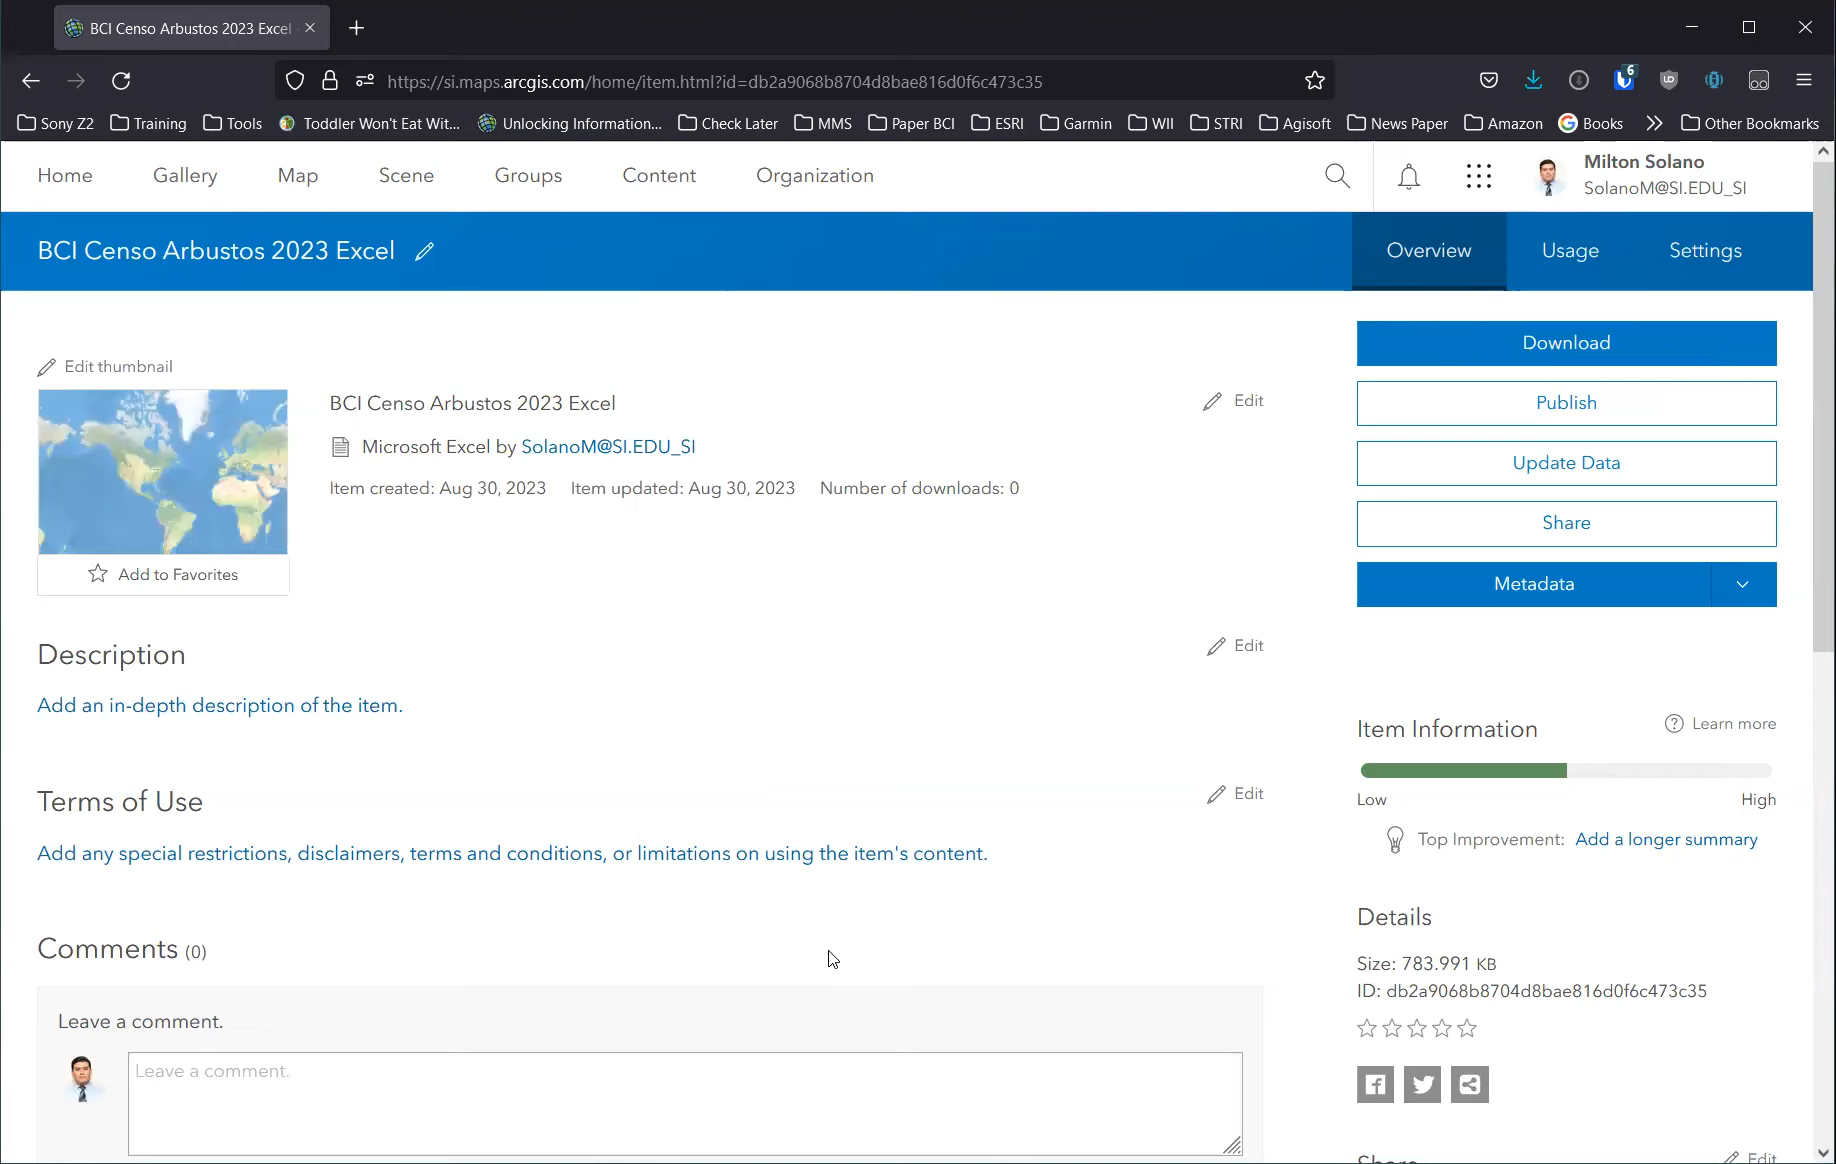 BCI Censo Arbustos 2023 Excel
https://si.maps.arcgis.com/home/item.html?id=db2a9068b8704d8bae816d0f6c473c35
6
Sony Z2 Training Tools Toddler Won't Eat Wit... Unlocking Information... Check Later MMS Paper BCI ESRI Garmin WII STRI Agisoft News Paper Amazon Books Other Bookmarks
Home Gallery Map Scene Groups Content Organization
Milton Solano
SolanoM@SI.EDU_SI
BCI Censo Arbustos 2023 Excel
Overview Usage Settings
Download
Edit thumbnail
BCI Censo Arbustos 2023 Excel
Edit
Publish
Microsoft Excel by SolanoM@SI.EDU_SI
Update Data
Item created: Aug 30, 2023 Item updated: Aug 30, 2023 Number of downloads: 0
Share
Add to Favorites
Metadata
Description
Edit
Add an in-depth description of the item.
Item Information
Learn more
Low High
Top Improvement: Add a longer summary
Terms of Use
Edit
Add any special restrictions, disclaimers, terms and conditions, or limitations on using the item's content.
Details
Size: 783.991 KB
ID: db2a9068b8704d8bae816d0f6c473c35
Comments (0)
Leave a comment.
Leave a comment.
Share
Edit